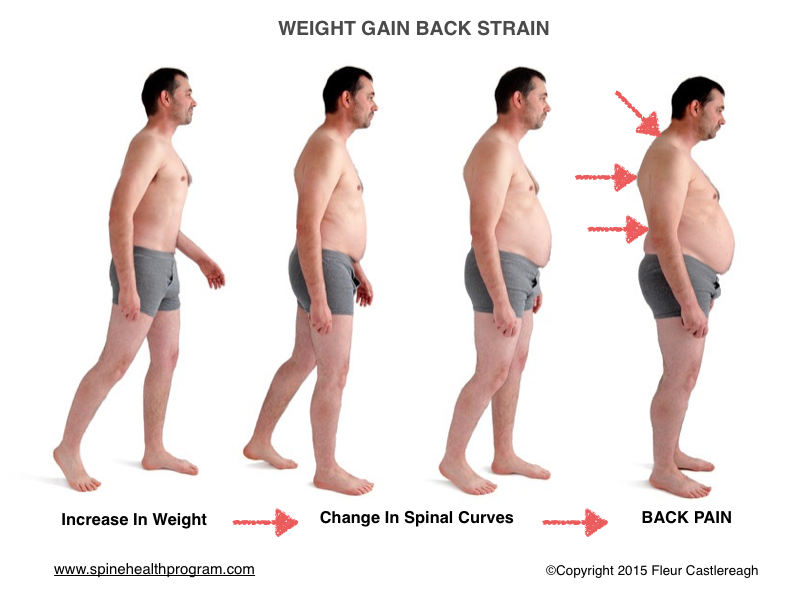 WEIGHT GAIN BACK STRAIN
Increase In Weight
Change In Spinal Curves
BACK PAIN
www.spinehealthprogram.com
©Copyright 2015 Fleur Castlereagh